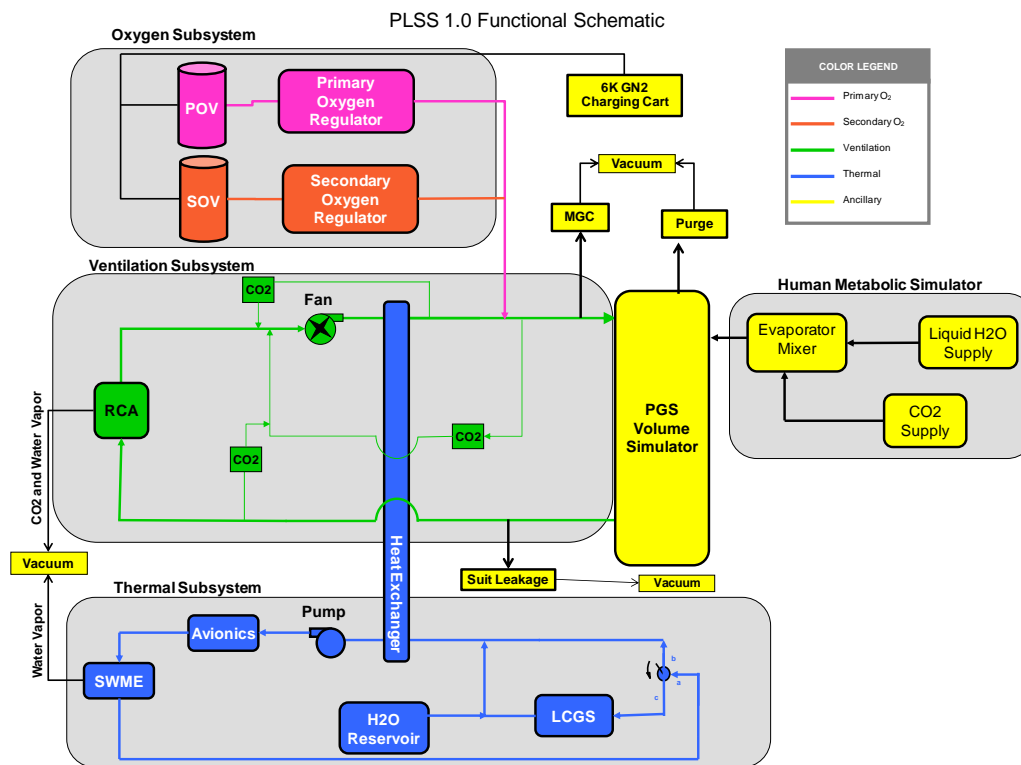 PLSS 1.0 Functional Schematic
Oxygen Subsystem
POV
Primary
Oxygen
Regulator
SOV
Secondary
Oxygen
Regulator
6K GN2
Charging Cart
Vacuum
MGC
Purge
COLOR LEGEND
Primary O2
Secondary O2
Ventilation
Thermal
Ancillary
Ventilation Subsystem
CO2
Fan
RCA
CO2
CO2
Heat Exchanger
PGS
Volume
Simulator
Human Metabolic Simulator
Evaporator
Mixer
Liquid H2O
Supply
CO2
Supply
CO2 and Water Vapor
Vacuum
Water Vapor
Suit Leakage
Vacuum
Thermal Subsystem
Pump
Avionics
SWME
H2O
Reservoir
LCGS
b
a
c